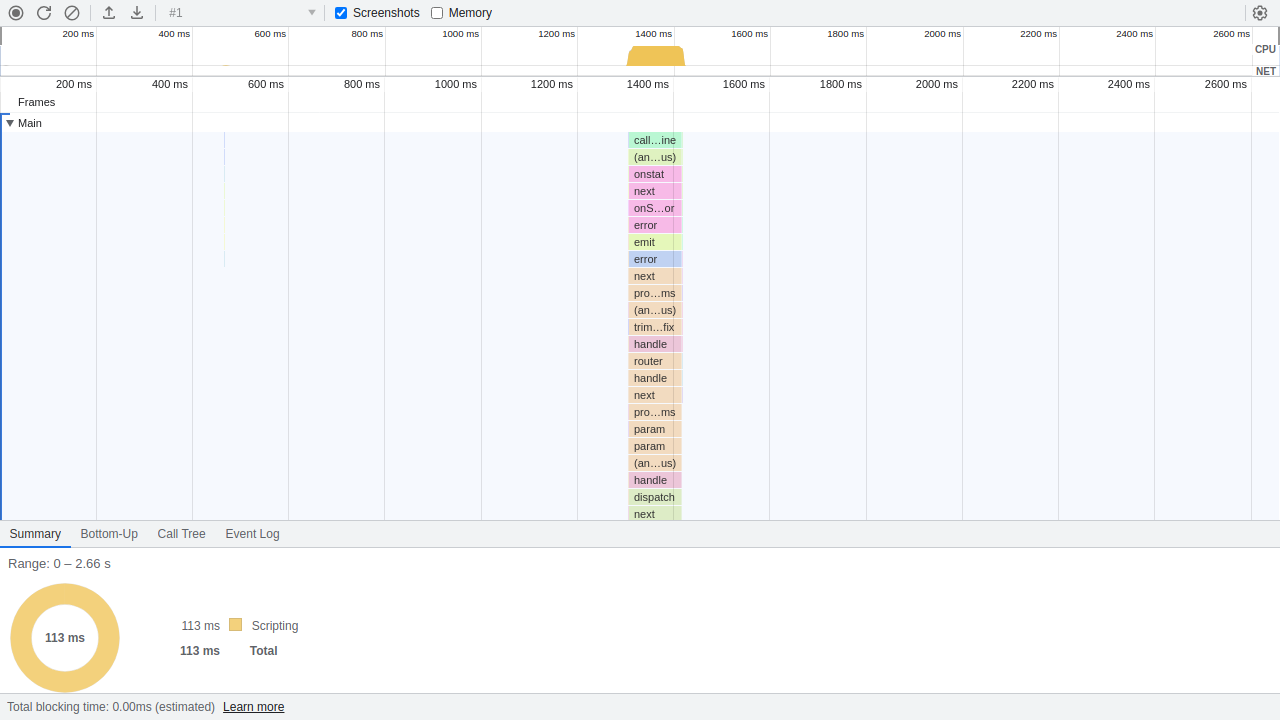 #1 Screenshots Memory
200 ms 400 ms 600 ms 800 ms 1000 ms 1200 ms 1400 ms 1600 ms 1800 ms 2000 ms 2200 ms 2400 ms 2600 ms
CPU
NET
200 ms 400 ms 600 ms 800 ms 1000 ms 1200 ms 1400 ms 1600 ms 1800 ms 2000 ms 2200 ms 2400 ms 2600 ms
Frames
Main
call…ine
(an…us)
onstat
next
onS…or
error
emit
error
next
pro…ms
(an…us)
trim…fix
handle
router
handle
next
pro…ms
param
param
(an…us)
handle
dispatch
next
Summary Bottom-Up Call Tree Event Log
Range: 0 – 2.66 s
113 ms
113 ms Scripting
113 ms Total
Total blocking time: 0.00ms (estimated) Learn more